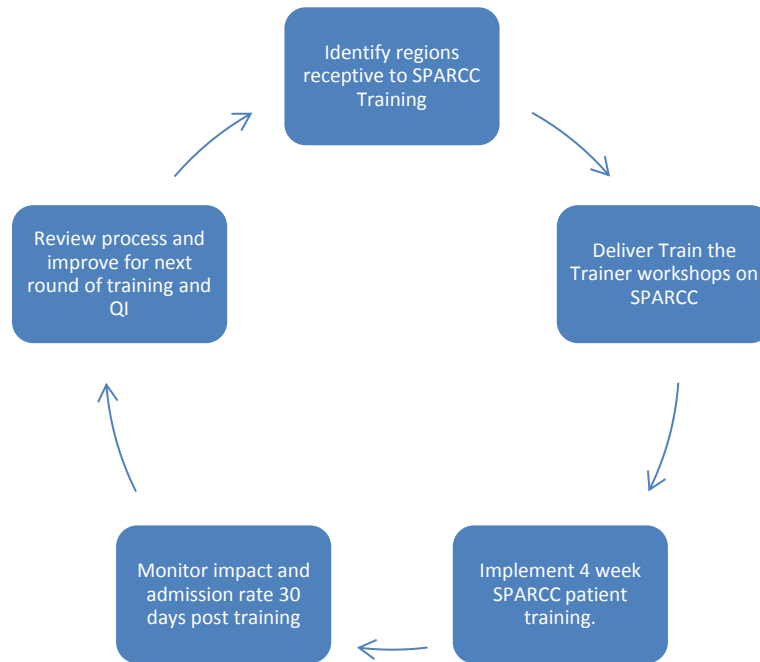 Identify regions
receptive to SPARCC
Training
Deliver Train the
Trainer workshops on
SPARCC
Implement 4 week
SPARCC patient
training.
Monitor impact and
admission rate 30
days post training
Review process and
improve for next
round of training and
QI